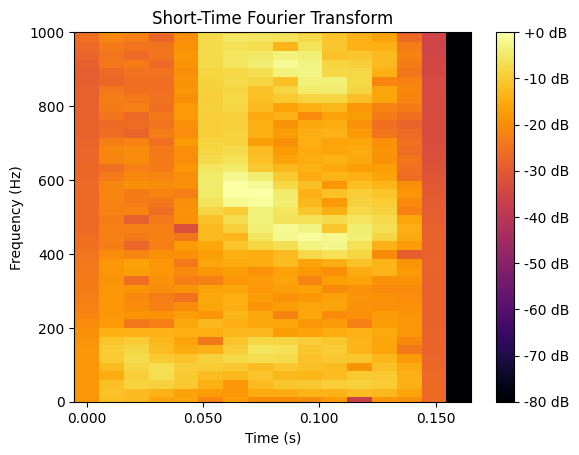 Short-Time Fourier Transform
Frequency (Hz)
1000
800
600
400
200
0
0.000
0.050
0.100
0.150
Time (s)
+0 dB
-10 dB
-20 dB
-30 dB
-40 dB
-50 dB
-60 dB
-70 dB
-80 dB